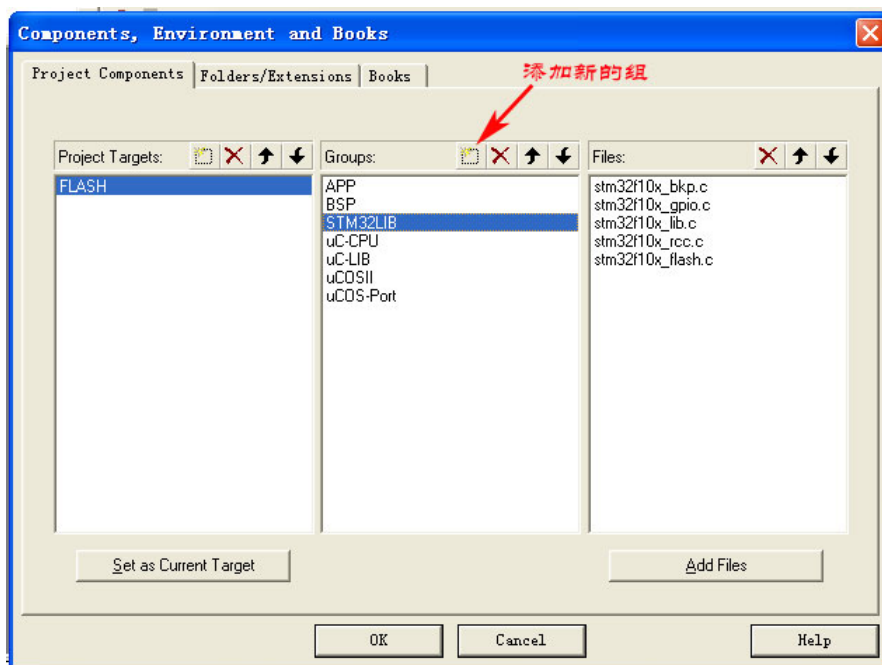 Components, Environment and Books
Project Components Folders/Extensions Books
添加新的组
Project Targets:
FLASH
Groups:
APP
BSP
STM32LIB
uC-CPU
uC-LIB
uCOSII
uCOS-Port
Files:
stm32f10x_bkp.c
stm32f10x_gpio.c
stm32f10x_lib.c
stm32f10x_rcc.c
stm32f10x_flash.c
Set as Current Target
Add Files
OK Cancel Help